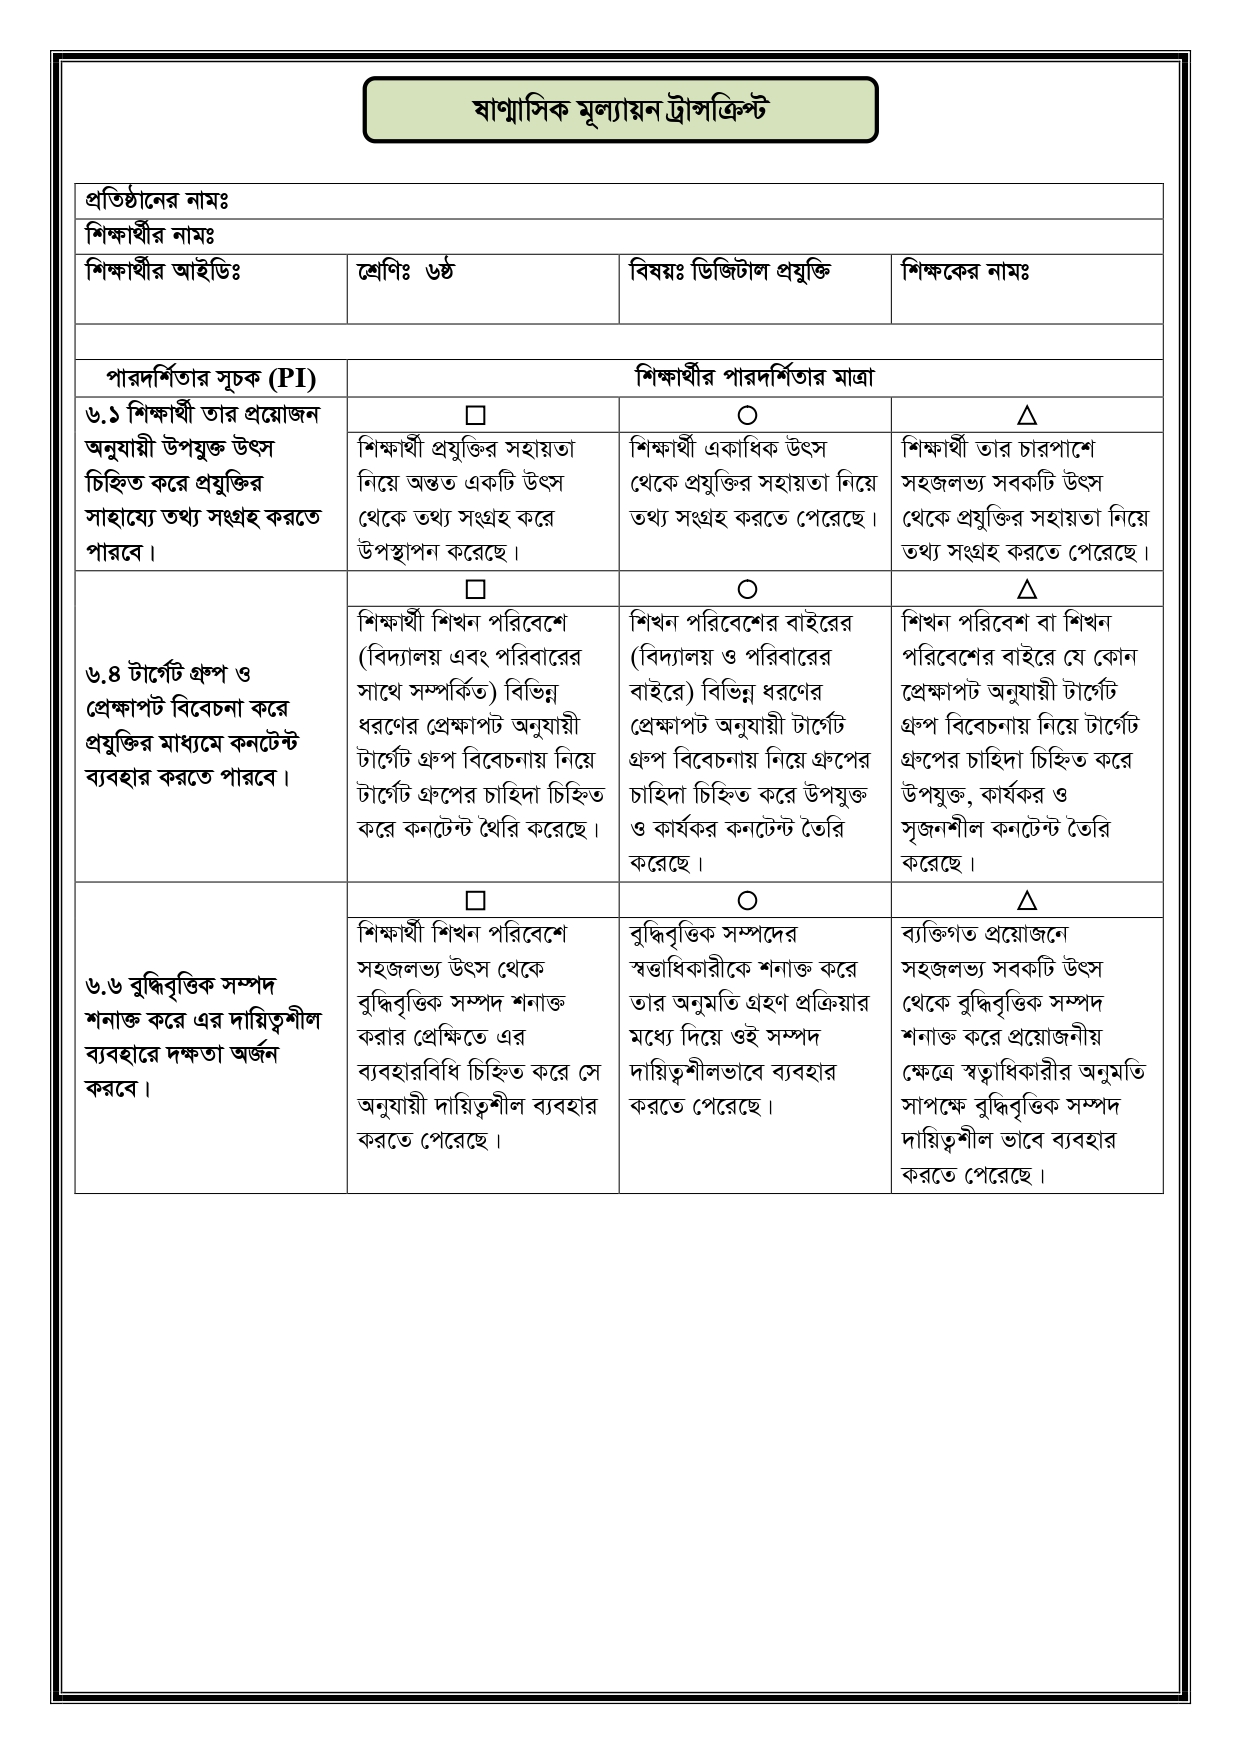 ষাণ্মাসিক মূল্যায়ন ট্রান্সক্রিপ্ট
প্রতিষ্ঠানের নামঃ
শিক্ষার্থীর নামঃ
শিক্ষার্থীর আইডিঃ
শ্রেণিঃ ৬ষ্ঠ
বিষয়ঃ ডিজিটাল প্রযুক্তি
শিক্ষকের নামঃ
পারদর্শিতার সূচক (PI)
শিক্ষার্থীর পারদর্শিতার মাত্রা
৬.১ শিক্ষার্থী তার প্রয়োজন
অনুযায়ী উপযুক্ত উৎস
চিহ্নিত করে প্রযুক্তির
সাহায্যে তথ্য সংগ্রহ করতে
পারবে।
শিক্ষার্থী প্রযুক্তির সহায়তা
নিয়ে অন্তত একটি উৎস
থেকে তথ্য সংগ্রহ করে
উপস্থাপন করেছে।
শিক্ষার্থী একাধিক উৎস
থেকে প্রযুক্তির সহায়তা নিয়ে
তথ্য সংগ্রহ করতে পেরেছে।
শিক্ষার্থী তার চারপাশে
সহজলভ্য সবকটি উৎস
থেকে প্রযুক্তির সহায়তা নিয়ে
তথ্য সংগ্রহ করতে পেরেছে।
৬.৪ টার্গেট গ্রুপ ও
প্রেক্ষাপট বিবেচনা করে
প্রযুক্তির মাধ্যমে কনটেন্ট
ব্যবহার করতে পারবে।
শিক্ষার্থী শিখন পরিবেশে
(বিদ্যালয় এবং পরিবারের
সাথে সম্পর্কিত) বিভিন্ন
ধরণের প্রেক্ষাপট অনুযায়ী
টার্গেট গ্রুপ বিবেচনায় নিয়ে
টার্গেট গ্রুপের চাহিদা চিহ্নিত
করে কনটেন্ট থৈরি করেছে।
শিখন পরিবেশের বাইরের
(বিদ্যালয় ও পরিবারের
বাইরে) বিভিন্ন ধরণের
প্রেক্ষাপট অনুযায়ী টার্গেট
গ্রুপ বিবেচনায় নিয়ে গ্রুপের
চাহিদা চিহ্নিত করে উপযুক্ত
ও কার্যকর কনটেন্ট তৈরি
করেছে।
শিখন পরিবেশ বা শিখন
পরিবেশের বাইরে যে কোন
প্রেক্ষাপট অনুযায়ী টার্গেট
গ্রুপ বিবেচনায় নিয়ে টার্গেট
গ্রুপের চাহিদা চিহ্নিত করে
উপযুক্ত, কার্যকর ও
সৃজনশীল কনটেন্ট তৈরি
করেছে।
৬.৬ বুদ্ধিবৃত্তিক সম্পদ
শনাক্ত করে এর দায়িত্বশীল
ব্যবহারে দক্ষতা অর্জন
করবে।
শিক্ষার্থী শিখন পরিবেশে
সহজলভ্য উৎস থেকে
বুদ্ধিবৃত্তিক সম্পদ শনাক্ত
করার প্রেক্ষিতে এর
ব্যবহারবিধি চিহ্নিত করে সে
অনুযায়ী দায়িত্বশীল ব্যবহার
করতে পেরেছে।
বুদ্ধিবৃত্তিক সম্পদের
স্বত্তাধিকারীকে শনাক্ত করে
তার অনুমতি গ্রহণ প্রক্রিয়ার
মধ্যে দিয়ে ওই সম্পদ
দায়িত্বশীলভাবে ব্যবহার
করতে পেরেছে।
ব্যক্তিগত প্রয়োজনে
সহজলভ্য সবকটি উৎস
থেকে বুদ্ধিবৃত্তিক সম্পদ
শনাক্ত করে প্রয়োজনীয়
ক্ষেত্রে স্বত্বাধিকারীর অনুমতি
সাপক্ষে বুদ্ধিবৃত্তিক সম্পদ
দায়িত্বশীল ভাবে ব্যবহার
করতে পেরেছে।